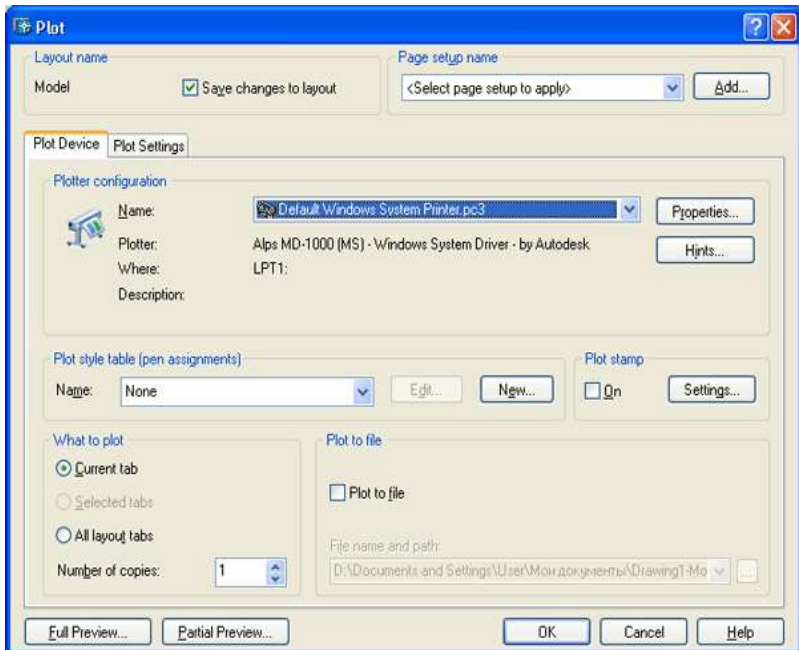 Plot
Layout name
Model
Save changes to layout
Page setup name
<Select page setup to apply>
Add...
Plot Device
Plot Settings
Plotter configuration
Name:
Default Windows System Printer.pc3
Properties...
Plotter:
Alps MD-1000 (MS) - Windows System Driver - by Autodesk
Hints...
Where:
LPT1:
Description:
Plot style table (pen assignments)
Name:
None
Edit...
New...
Plot stamp
On
Settings...
What to plot
Current tab
Selected tabs
All layout tabs
Number of copies:
1
Plot to file
Plot to file
File name and path:
D:\Documents and Settings\User\Мои документы\Drawing1-Mo
...
Full Preview...
Partial Preview...
OK
Cancel
Help